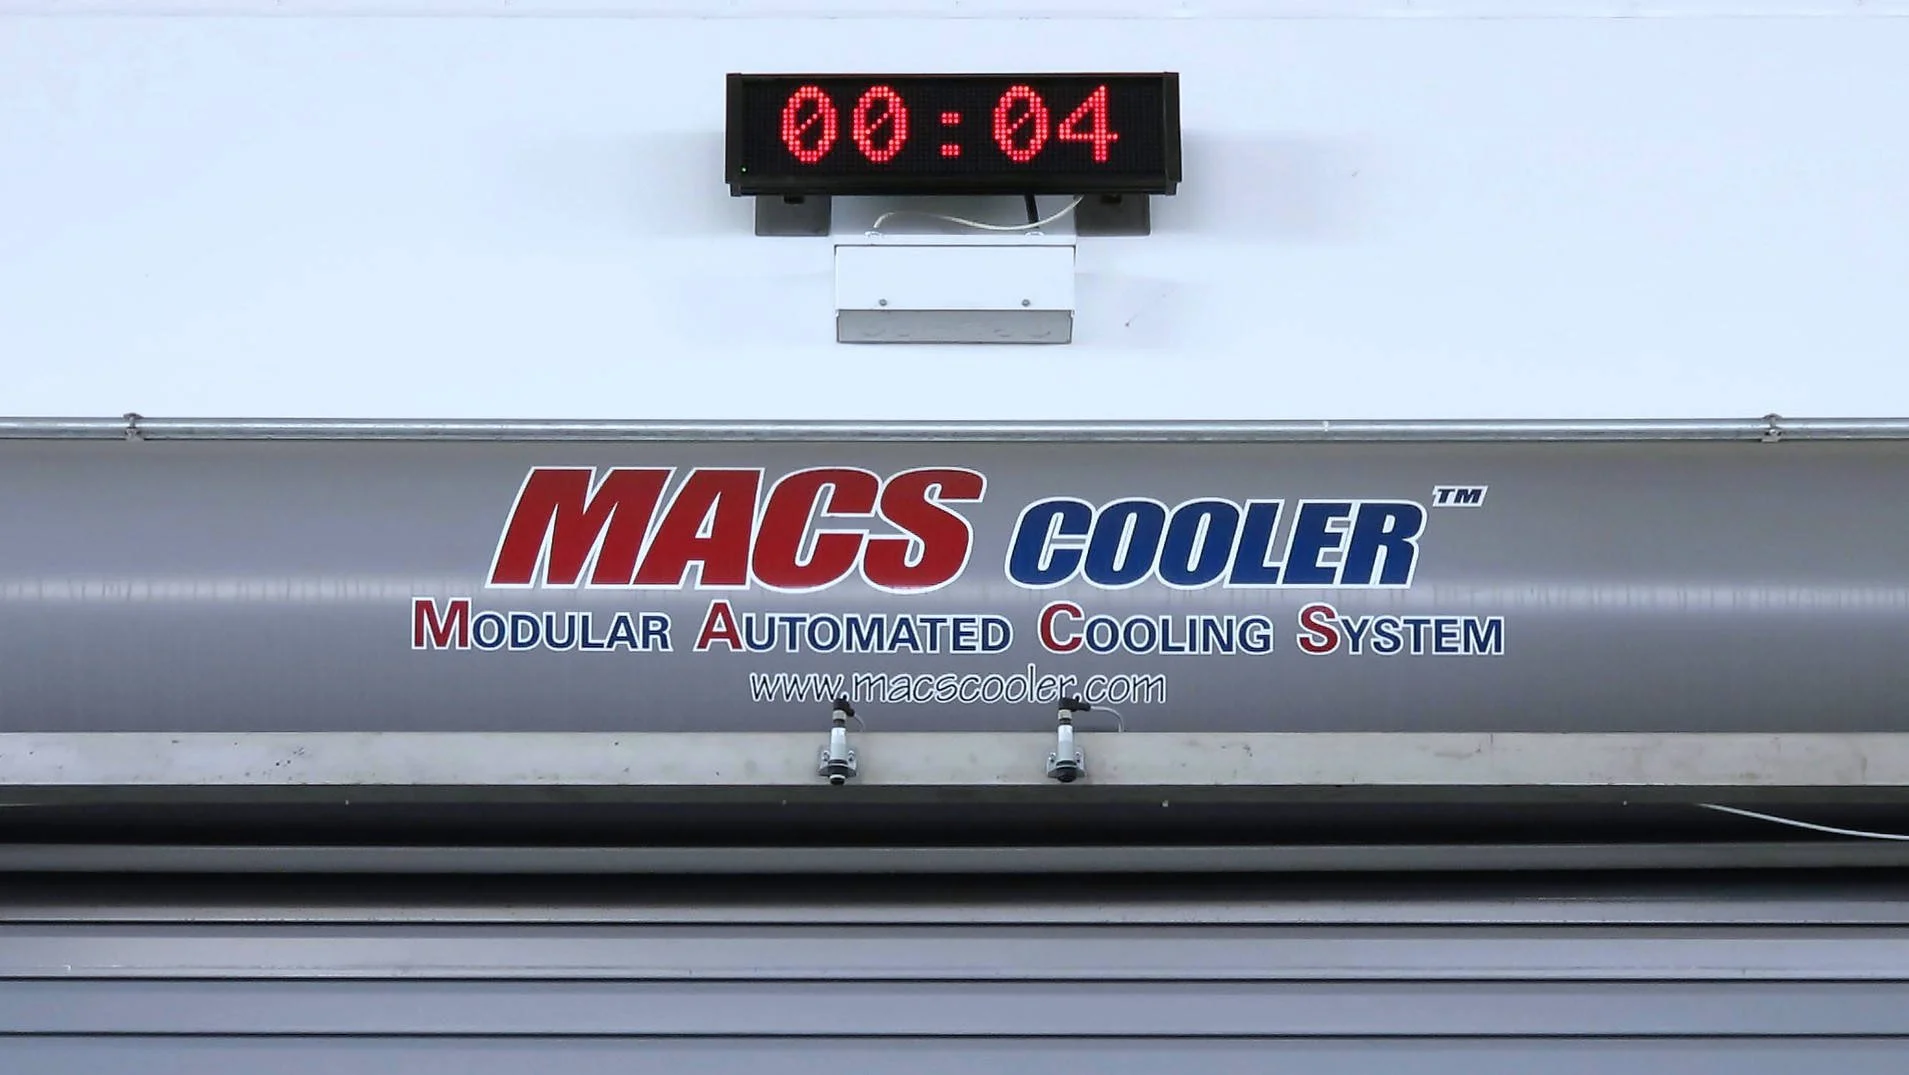 00:04
MACS COOLER™
MODULAR AUTOMATED COOLING SYSTEM
www.macscooler.com